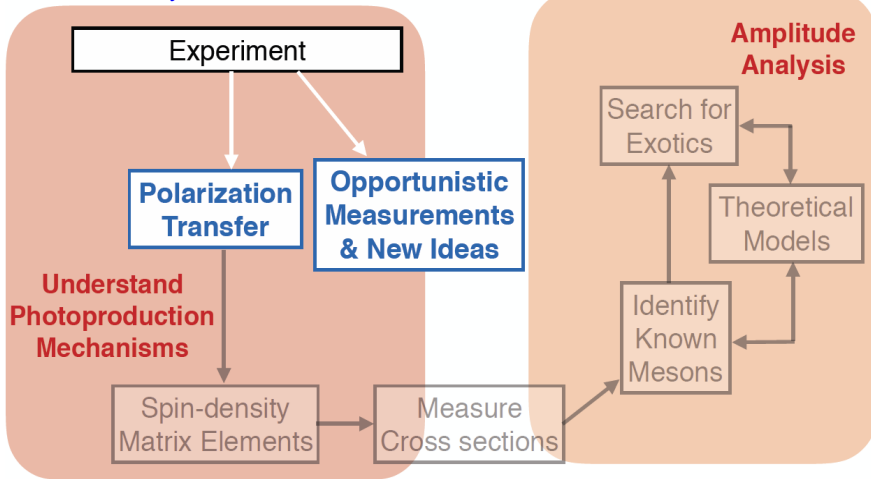 Experiment
Polarization
Transfer
Opportunistic
Measurements
& New Ideas
Understand
Photoproduction
Mechanisms
Spin-density
Matrix Elements
Measure
Cross sections
Amplitude
Analysis
Search for
Exotics
Theoretical
Models
Identify
Known
Mesons